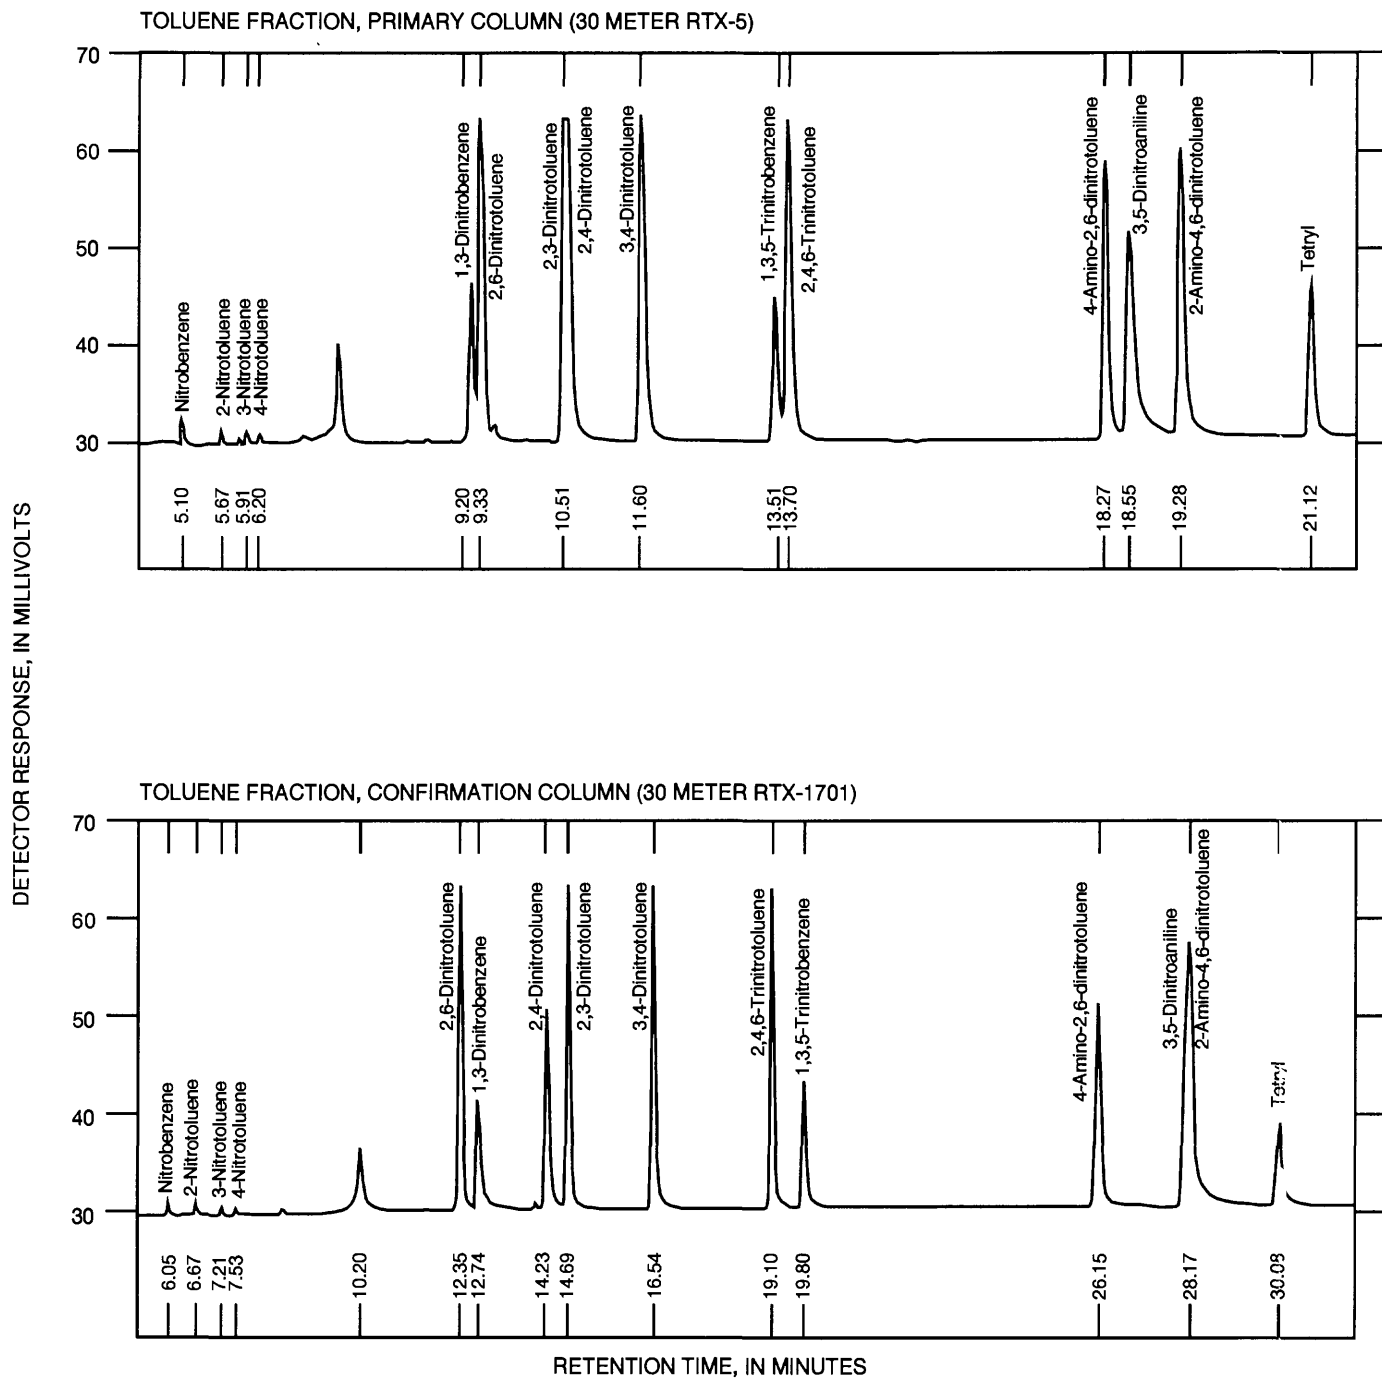 TOLUENE FRACTION, PRIMARY COLUMN (30 METER RTX-5)
70
60
50
40
30
Nitrobenzene
2-Nitrotoluene
3-Nitrotoluene
4-Nitrotoluene
1,3-Dinitrobenzene
2,6-Dinitrotoluene
2,3-Dinitrotoluene
2,4-Dinitrotoluene
3,4-Dinitrotoluene
1,3,5-Trinitrobenzene
2,4,6-Trinitrotoluene
4-Amino-2,6-dinitrotoluene
3,5-Dinitroaniline
2-Amino-4,6-dinitrotoluene
Tetryl
5.10
5.67
5.91
6.20
9.20
9.33
10.51
11.60
13.51
13.70
18.27
18.55
19.28
21.12
DETECTOR RESPONSE, IN MILLIVOLTS
TOLUENE FRACTION, CONFIRMATION COLUMN (30 METER RTX-1701)
70
60
50
40
30
Nitrobenzene
2-Nitrotoluene
3-Nitrotoluene
4-Nitrotoluene
2,6-Dinitrotoluene
1,3-Dinitrobenzene
2,4-Dinitrotoluene
2,3-Dinitrotoluene
3,4-Dinitrotoluene
2,4,6-Trinitrotoluene
1,3,5-Trinitrobenzene
4-Amino-2,6-dinitrotoluene
3,5-Dinitroaniline
2-Amino-4,6-dinitrotoluene
Tetryl
6.05
6.67
7.21
7.53
10.20
12.35
12.74
14.23
14.69
16.54
19.10
19.80
26.15
28.17
30.08
RETENTION TIME, IN MINUTES